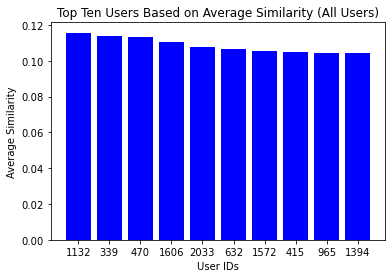 Top Ten Users Based on Average Similarity (All Users)
0.12
0.10
0.08
0.06
0.04
0.02
0.00
Average Similarity
1132 339 470 1606 2033 632 1572 415 965 1394
User IDs